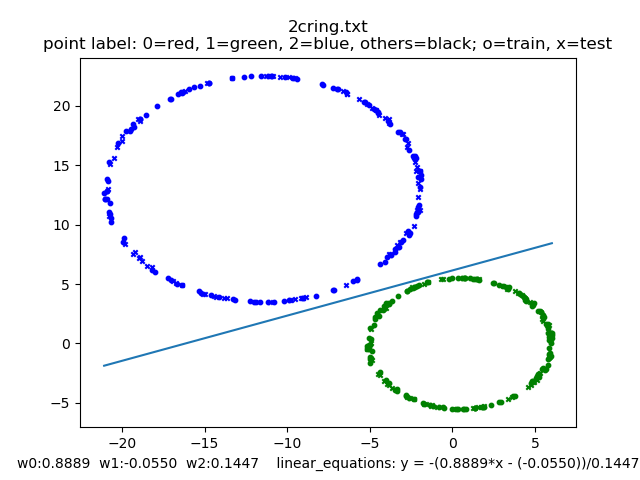 2cring.txt
point label: 0=red, 1=green, 2=blue, others=black; o=train, x=test
20
15
10
5
0
−5
−20 −15 −10 −5 0 5
w0:0.8889 w1:-0.0550 w2:0.1447 linear_equations: y = -(0.8889*x - (-0.0550))/0.1447